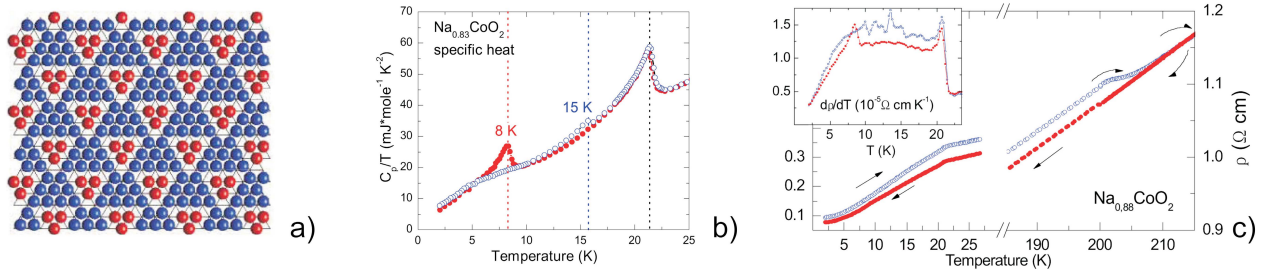 a)
Na0.83CoO2
specific heat
8 K
15 K
70
60
50
40
30
20
10
0
Cp/T (mJ*mole-1 K-2)
0 5 10 15 20 25
Temperature (K)
b)
1.5
1.0
0.5
dρ/dT (10-5Ω cm K-1)
5 10 15 20
T (K)
0.3
0.2
0.1
5 10 15 20 25 190 200 210
Temperature (K)
Na0,88CoO2
1.2
1.1
1.0
0.9
ρ (Ω cm)
c)